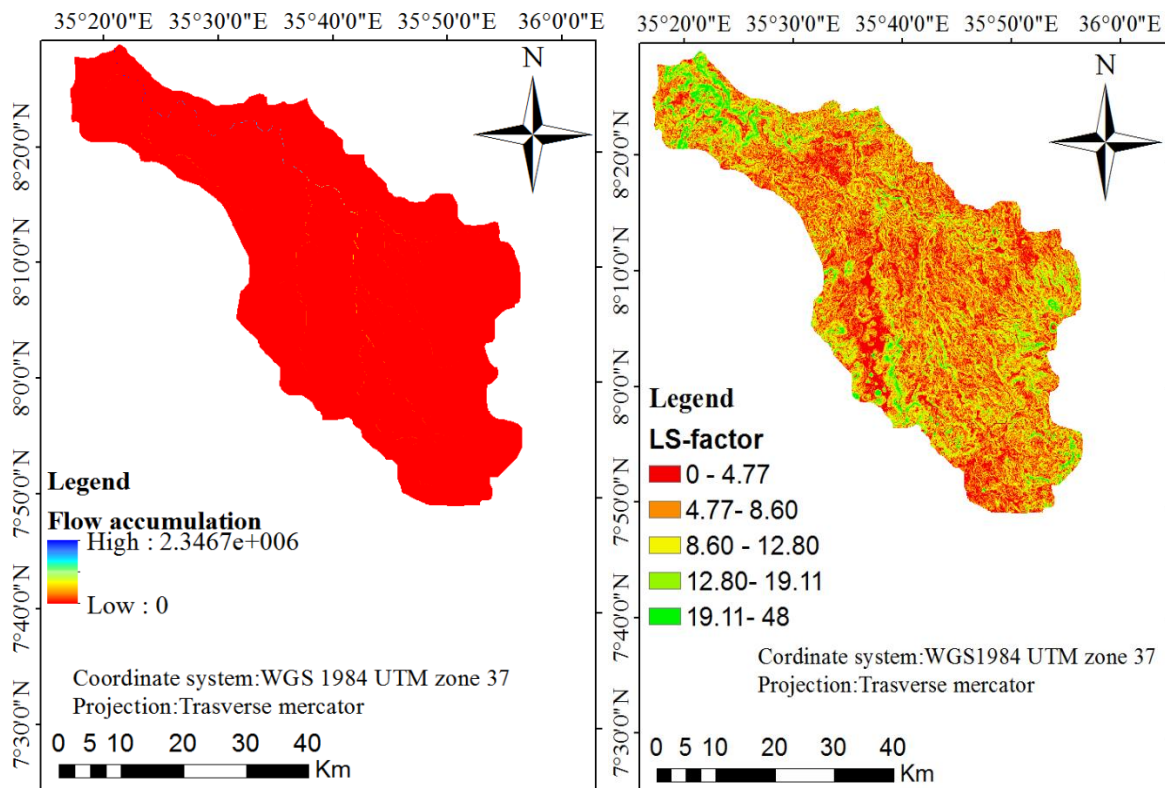 35°20'0"E 35°30'0"E 35°40'0"E 35°50'0"E 36°0'0"E
N
8°20'0"N
8°10'0"N
8°0'0"N
7°50'0"N
7°40'0"N
7°30'0"N
Legend
Flow accumulation
High : 2.3467e+006
Low : 0
Coordinate system:WGS 1984 UTM zone 37
Projection:Trasverse mercator
0 5 10 20 30 40
Km
35°20'0"E 35°30'0"E 35°40'0"E 35°50'0"E 36°0'0"E
N
8°20'0"N
8°10'0"N
8°0'0"N
7°50'0"N
7°40'0"N
7°30'0"N
Legend
LS-factor
0 - 4.77
4.77- 8.60
8.60 - 12.80
12.80- 19.11
19.11- 48
Cordinate system:WGS1984 UTM zone 37
Projection:Trasverse mercator
0 5 10 20 30 40
Km